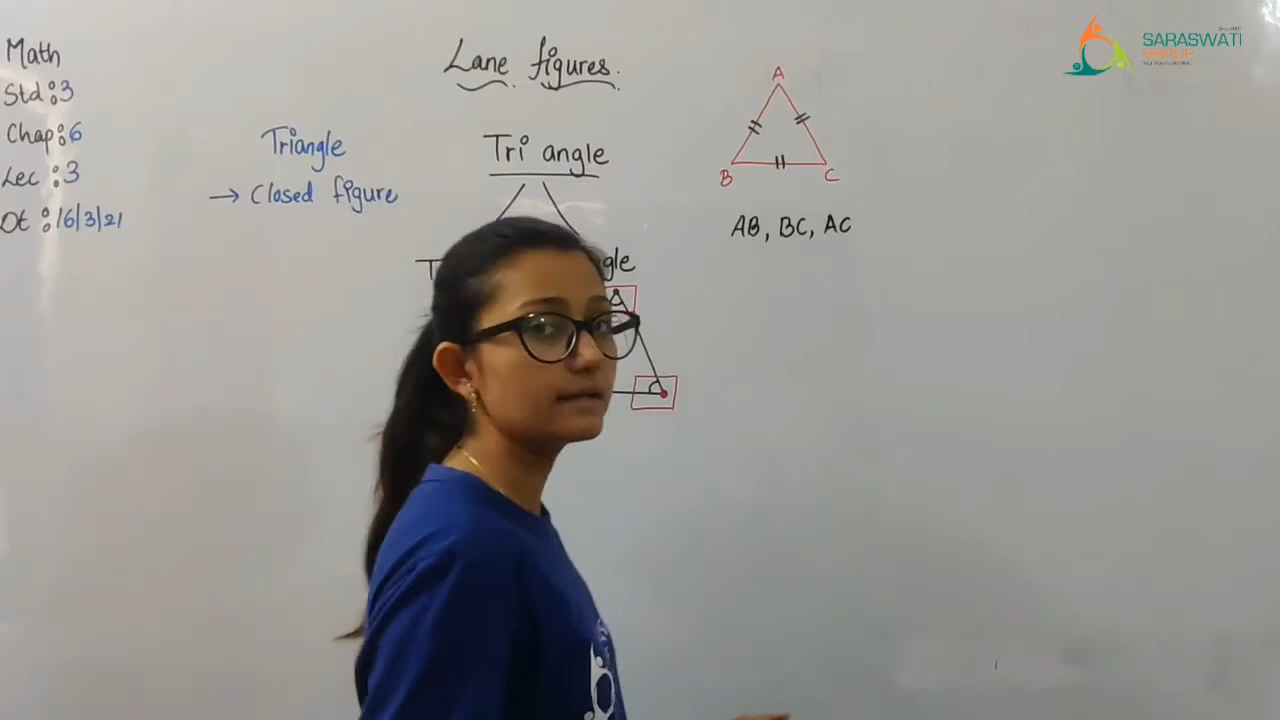 Math
Std : 3
Chap : 6
Lec : 3
Dt : 16/3/21
Triangle
→ Closed figure
Lane figures.
Tri angle
T
gle
A
B
C
AB, BC, AC
SARASWATI
GROUP